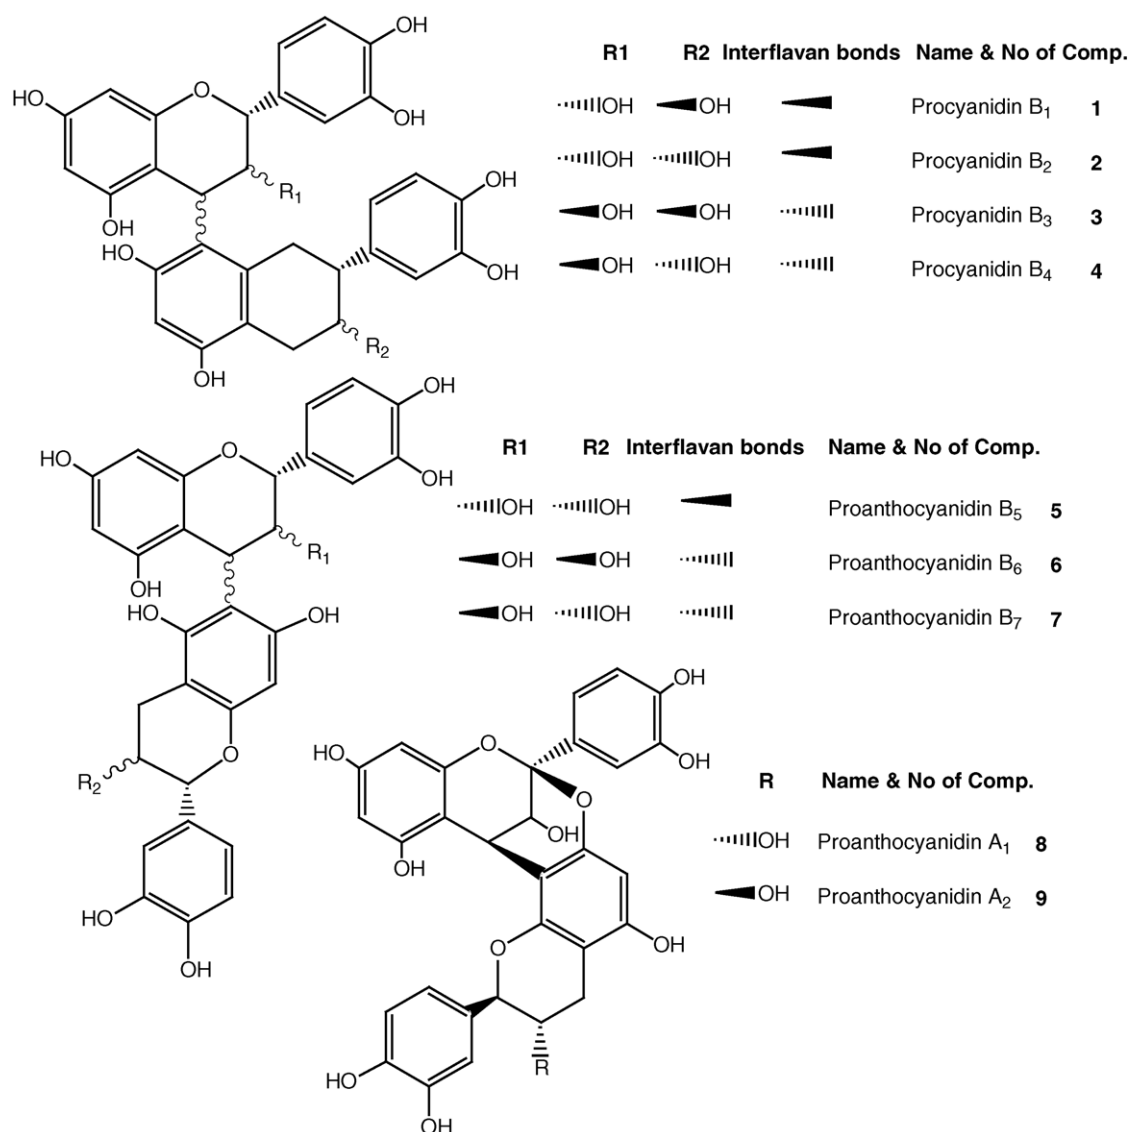 OH
HO
O
OH
R1
OH
HO
OH
OH
R2
OH
R1 R2 Interflavan bonds Name & No of Comp.
OH OH Procyanidin B1 1
OH OH Procyanidin B2 2
OH OH Procyanidin B3 3
OH OH Procyanidin B4 4
OH
HO
O
OH
R1
OH
HO
OH
O
R2
HO
OH
R1 R2 Interflavan bonds Name & No of Comp.
OH OH Proanthocyanidin B5 5
OH OH Proanthocyanidin B6 6
OH OH Proanthocyanidin B7 7
OH
HO
O
OH
O
OH
OH
OH
O
R
HO
OH
R Name & No of Comp.
OH Proanthocyanidin A1 8
OH Proanthocyanidin A2 9